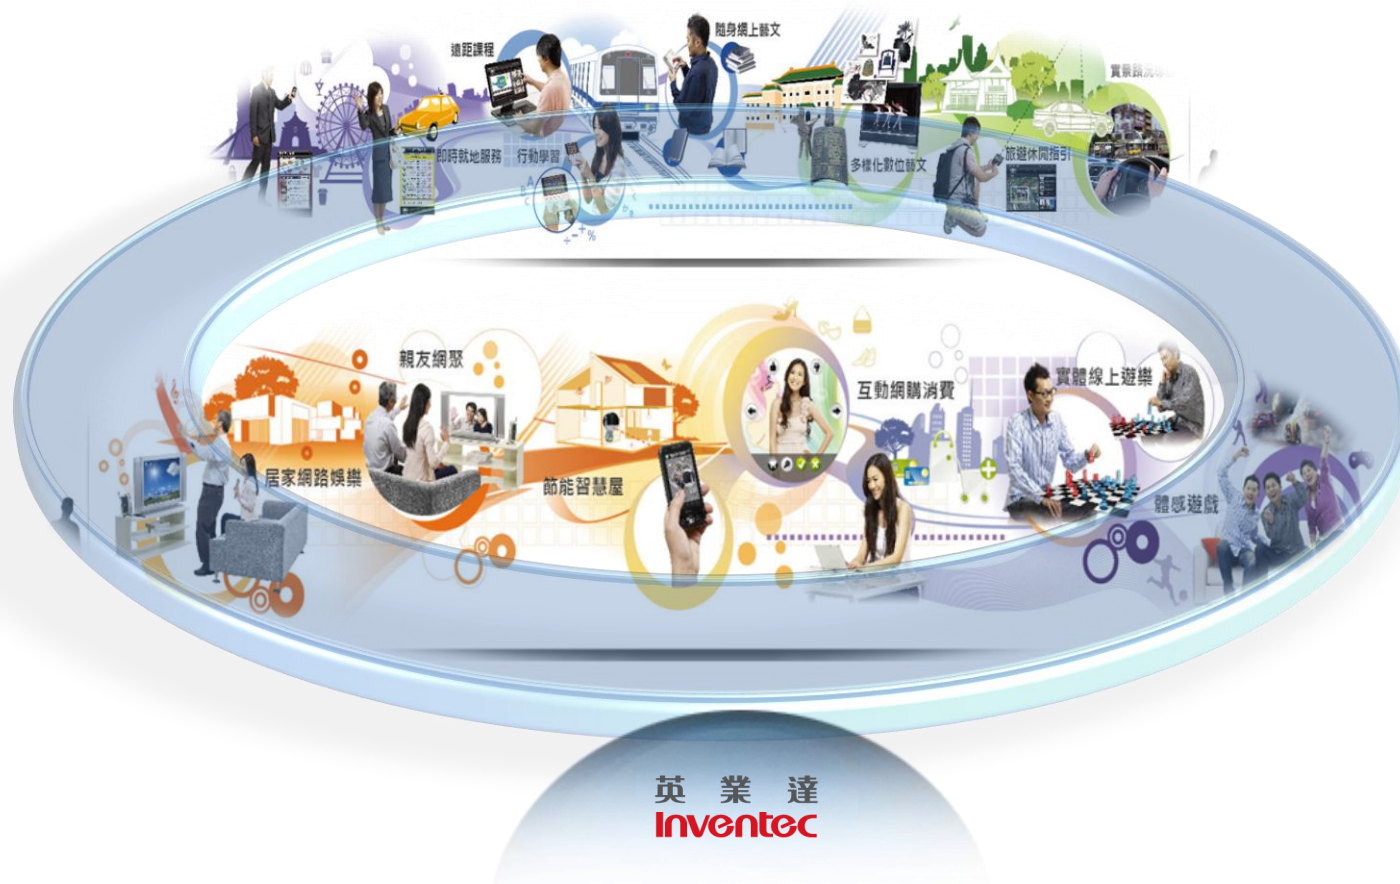 隨身網上藝文
遠距課程
即時就地服務
行動學習
多樣化數位藝文
旅遊休閒指引
親友網聚
互動網購消費
實體線上遊樂
居家網路娛樂
節能智慧屋
體感遊戲
英業達
Inventec